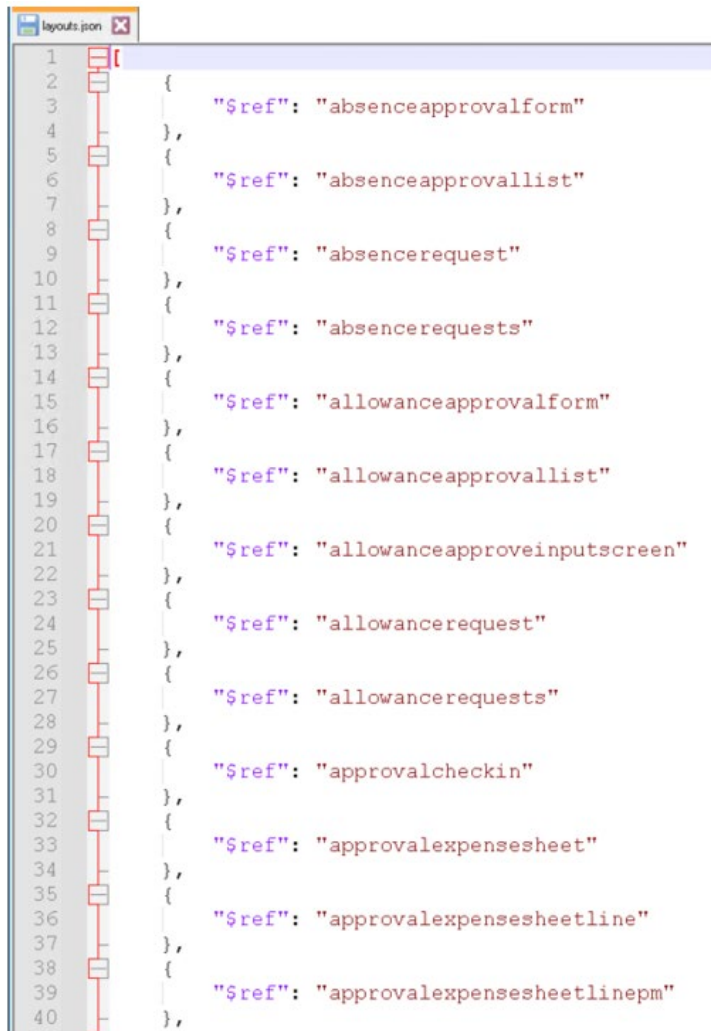 layouts.json
1 [
2 {
3 "$ref": "absenceapprovalform"
4 },
5 {
6 "$ref": "absenceapprovallist"
7 },
8 {
9 "$ref": "absencerequest"
10 },
11 {
12 "$ref": "absencerequests"
13 },
14 {
15 "$ref": "allowanceapprovalform"
16 },
17 {
18 "$ref": "allowanceapprovallist"
19 },
20 {
21 "$ref": "allowanceapproveinputscreen"
22 },
23 {
24 "$ref": "allowancerequest"
25 },
26 {
27 "$ref": "allowancerequests"
28 },
29 {
30 "$ref": "approvalcheckin"
31 },
32 {
33 "$ref": "approvalexpensesheet"
34 },
35 {
36 "$ref": "approvalexpensesheetline"
37 },
38 {
39 "$ref": "approvalexpensesheetlinepm"
40 },